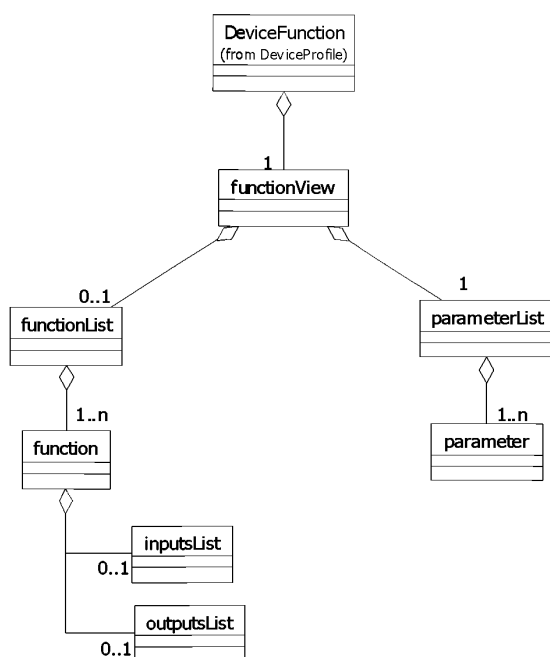 DeviceFunction
(from DeviceProfile)
1
functionView
0..1
1
functionList
parameterList
1..n
1..n
function
parameter
inputsList
0..1
outputsList
0..1